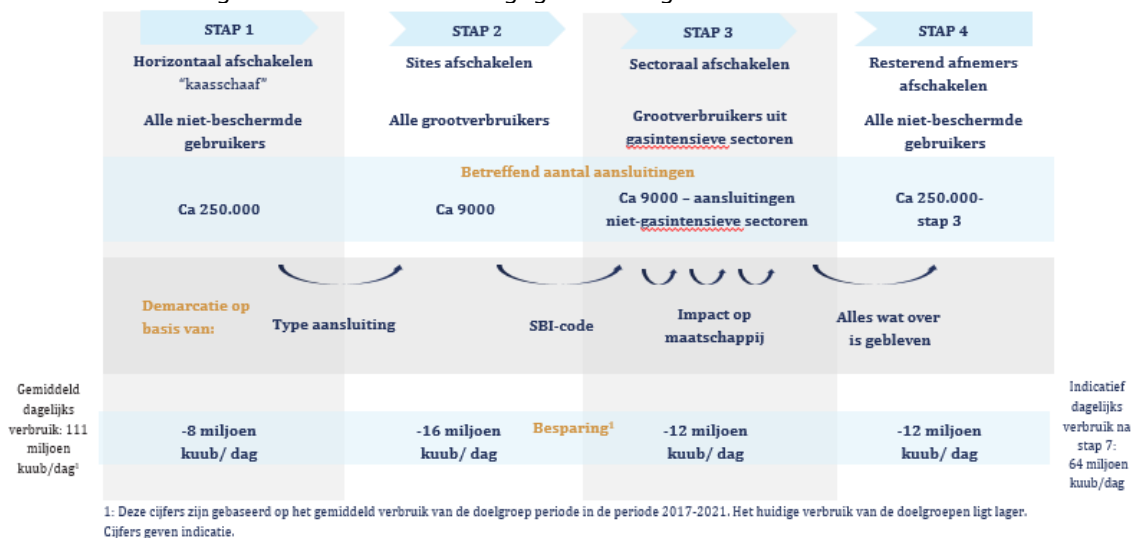 STAP 1
STAP 2
STAP 3
STAP 4
Horizontaal afschakelen
“kaasschaaf”
Sites afschakelen
Sectoraal afschakelen
Resterend afnemers
afschakelen
Alle niet-beschermde
gebruikers
Alle grootverbruikers
Grootverbruikers uit
gasintensieve sectoren
Alle niet-beschermde
gebruikers
Betreffend aantal aansluitingen
Ca 250.000
Ca 9000
Ca 9000 – aansluitingen
niet-gasintensieve sectoren
Ca 250.000-
stap 3
Demarcatie op
basis van:
Type aansluiting
SBI-code
Impact op
maatschappij
Alles wat over
is gebleven
Gemiddeld
dagelijks
verbruik: 111
miljoen
kuub/dag¹
-8 miljoen
kuub/ dag
-16 miljoen
kuub/ dag
Besparing¹
-12 miljoen
kuub/ dag
-12 miljoen
kuub/ dag
Indicatief
dagelijks
verbruik na
stap 7:
64 miljoen
kuub/dag
1: Deze cijfers zijn gebaseerd op het gemiddeld verbruik van de doelgroep periode in de periode 2017-2021. Het huidige verbruik van de doelgroepen ligt lager.
Cijfers geven indicatie.